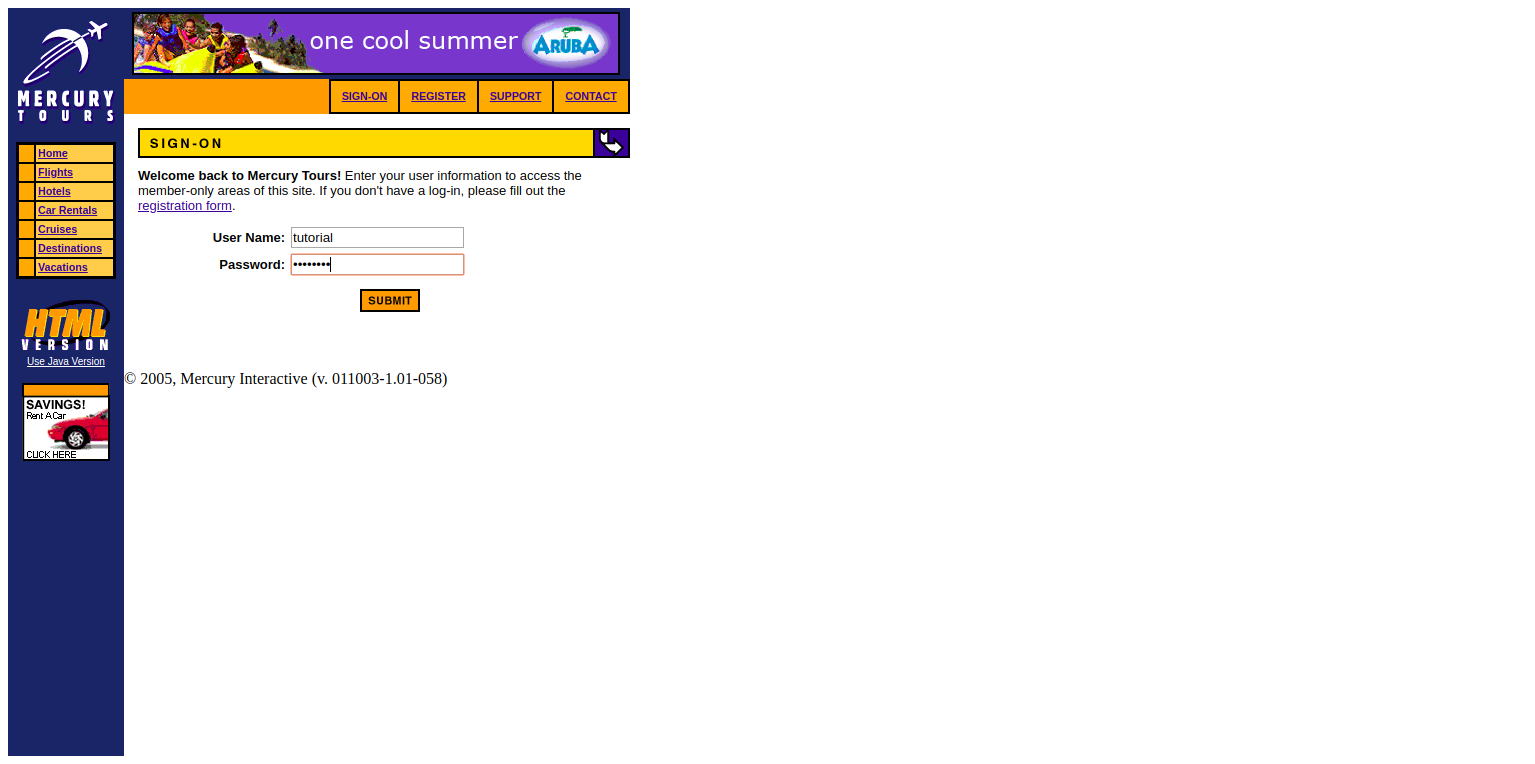 MERCURY
TOURS
one cool summer
ARUBA
SIGN-ON
REGISTER
SUPPORT
CONTACT
Home
Flights
Hotels
Car Rentals
Cruises
Destinations
Vacations
HTML
VERSION
Use Java Version
SAVINGS!
Rent A Car
CLICK HERE
SIGN-ON
Welcome back to Mercury Tours! Enter your user information to access the
member-only areas of this site. If you don't have a log-in, please fill out the
registration form.
User Name: tutorial
Password: ••••••••
SUBMIT
© 2005, Mercury Interactive (v. 011003-1.01-058)